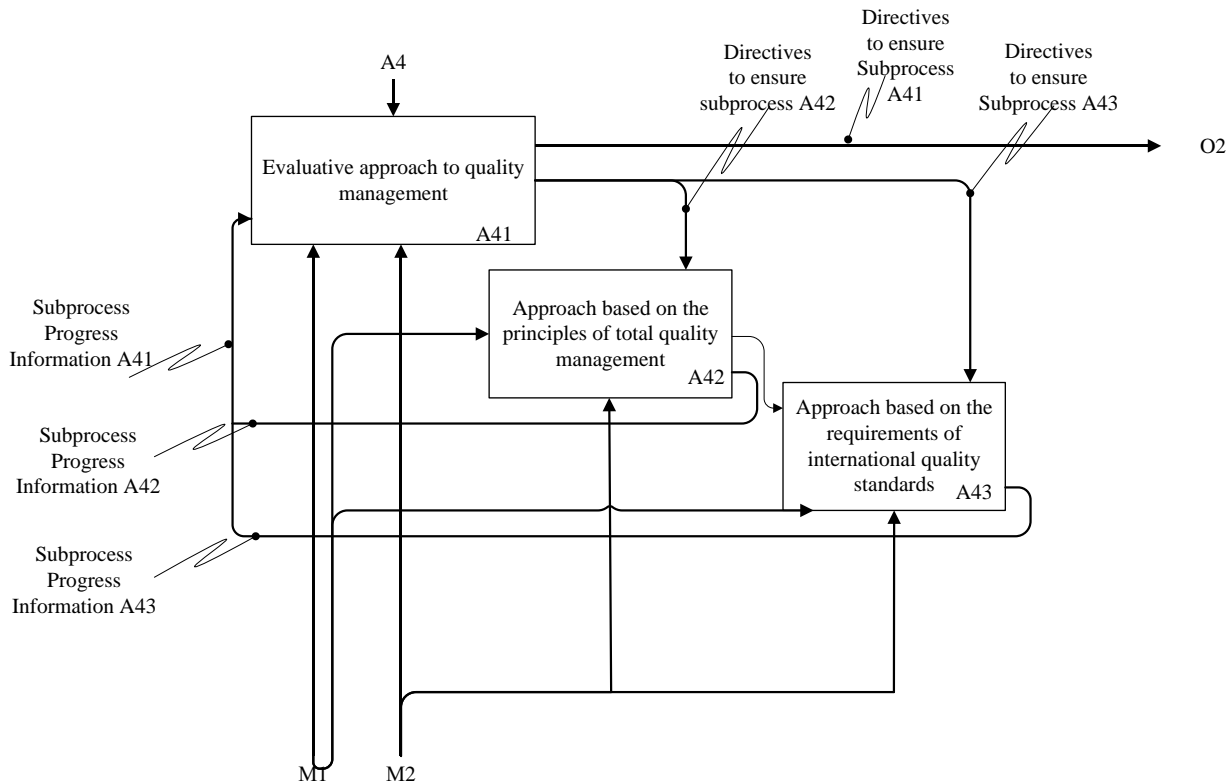 Directives
to ensure
Subprocess
A41
Directives
to ensure
subprocess A42
Directives
to ensure
Subprocess A43
A4
O2
Evaluative approach to quality
management
A41
Approach based on the
principles of total quality
management
A42
Subprocess
Progress
Information A41
Approach based on the
requirements of
international quality
standards
A43
Subprocess
Progress
Information A42
Subprocess
Progress
Information A43
M1
M2